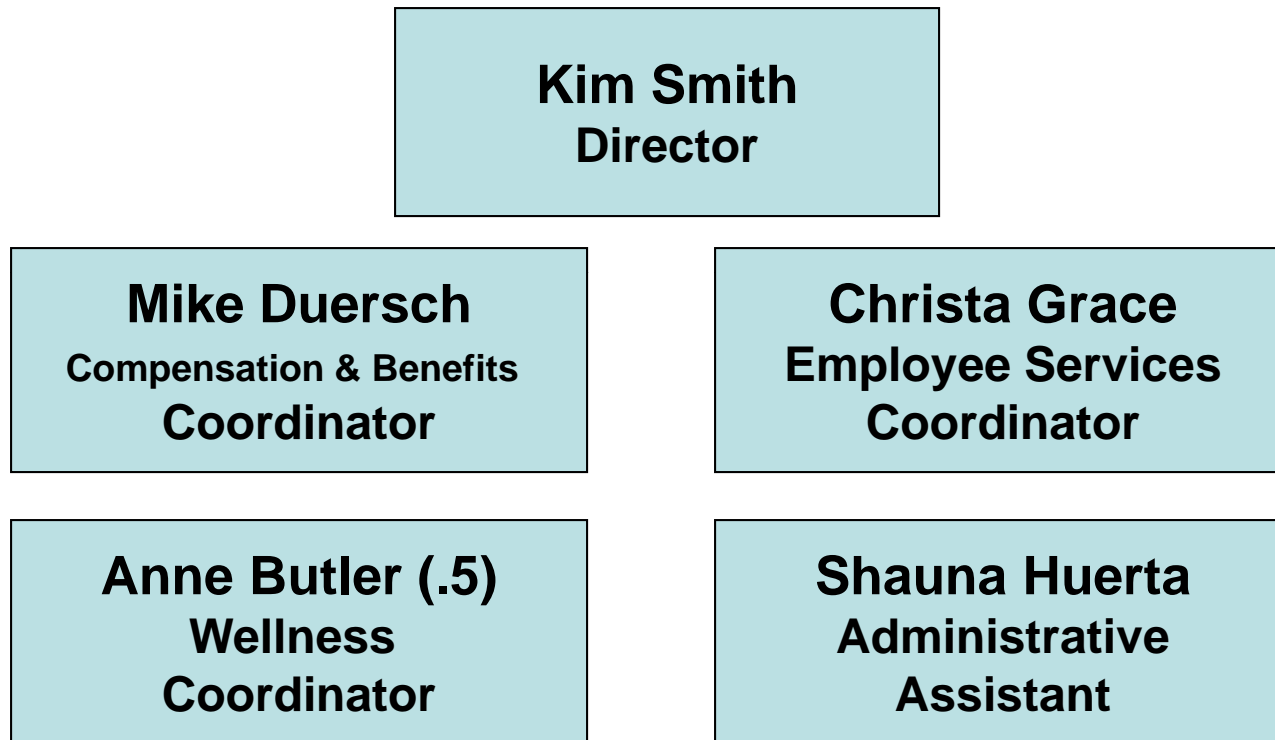 Kim Smith
Director
Mike Duersch
Compensation & Benefits
Coordinator
Christa Grace
Employee Services
Coordinator
Anne Butler (.5)
Wellness
Coordinator
Shauna Huerta
Administrative
Assistant